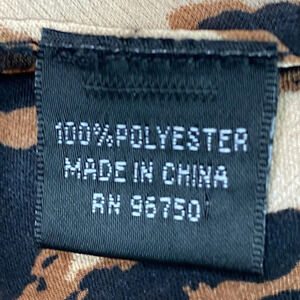 100% POLYESTER
MADE IN CHINA
RN 96750